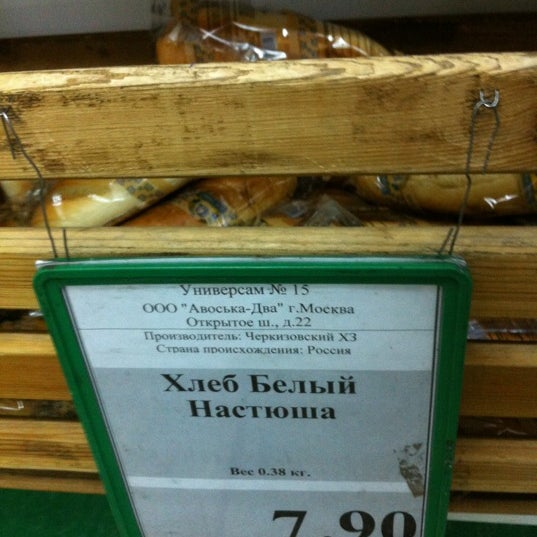 Универсам № 15
ООО "Авоська-Два" г.Москва
Открытое ш., д.22
Производитель: Черкизовский ХЗ
Страна происхождения: Россия
Хлеб Белый
Настюша
Вес 0.38 кг.
7.90